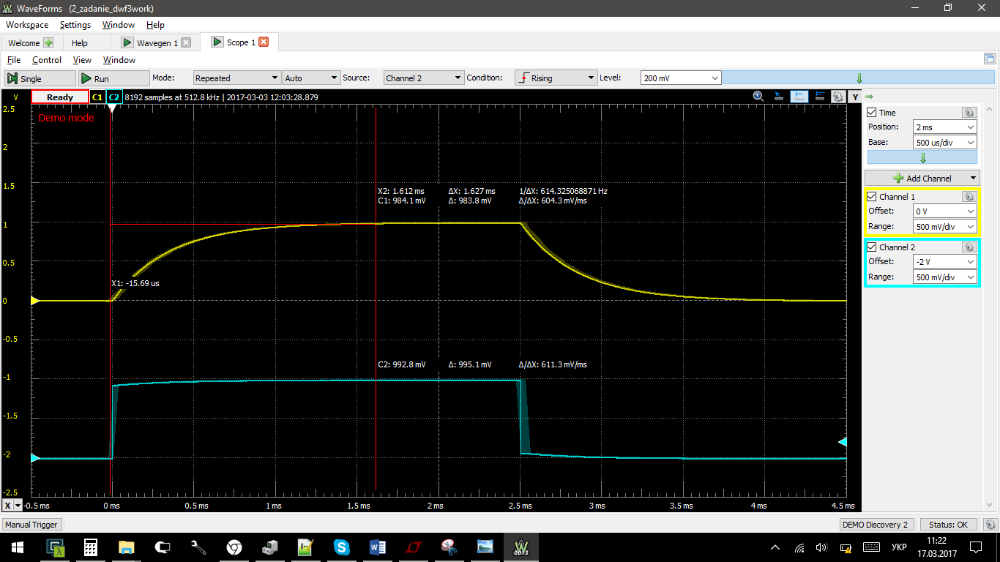 WaveForms (2_zadanie_dwf3work)
Workspace Settings Window Help
Welcome Help Wavegen 1 Scope 1
File Control View Window
Single Run Mode: Repeated Auto Source: Channel 2 Condition: Rising Level: 200 mV
V Ready C1 C2 8192 samples at 512.8 kHz | 2017-03-03 12:03:28.879 Y
Demo mode
2.5
2
1.5
1
0.5
0
-0.5
-1
-1.5
-2
-2.5
X2: 1.612 ms ΔX: 1.627 ms 1/ΔX: 614.325068871 Hz
C1: 984.1 mV Δ: 983.8 mV Δ/ΔX: 604.3 mV/ms
X1: -15.69 us
C2: 992.8 mV Δ: 995.1 mV Δ/ΔX: 611.3 mV/ms
X -0.5 ms 0 ms 0.5 ms 1 ms 1.5 ms 2 ms 2.5 ms 3 ms 3.5 ms 4 ms 4.5 ms
Time
Position: 2 ms
Base: 500 us/div
Add Channel
Channel 1
Offset: 0 V
Range: 500 mV/div
Channel 2
Offset: -2 V
Range: 500 mV/div
Manual Trigger DEMO Discovery 2 Status: OK
W 2015 УКР 11:22
17.03.2017